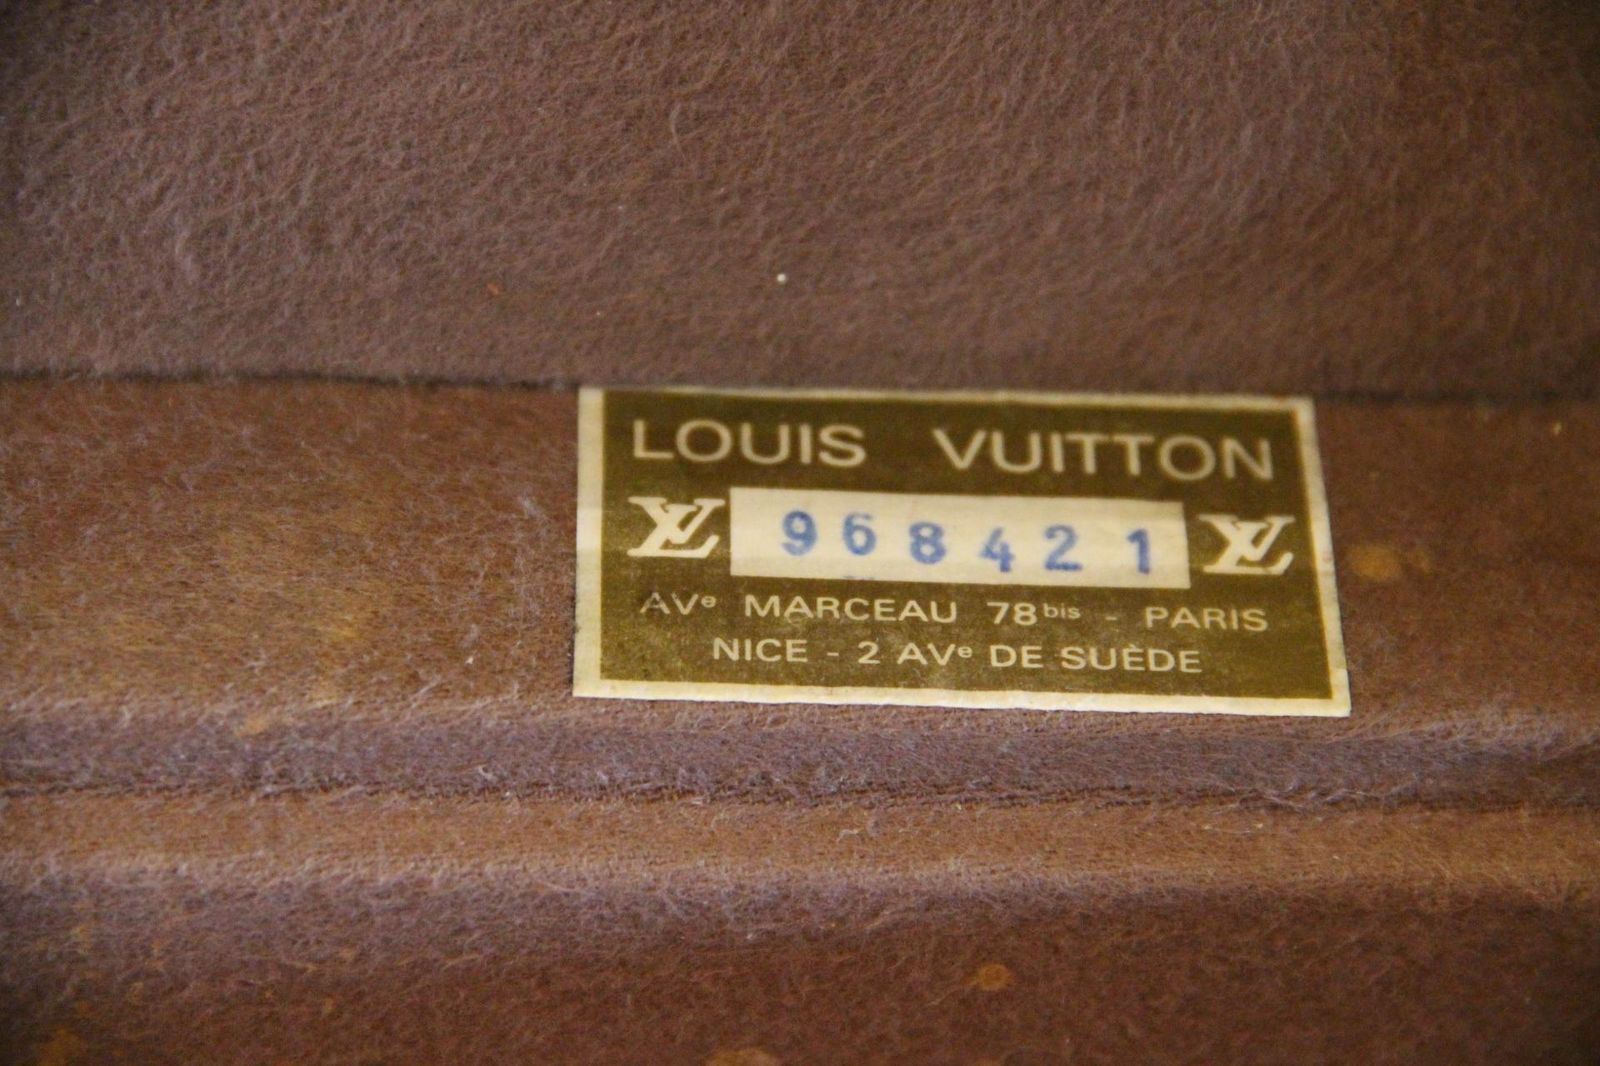 LOUIS VUITTON
LV 968421 LV
AVe MARCEAU 78bis - PARIS
NICE - 2 AVe DE SUÈDE